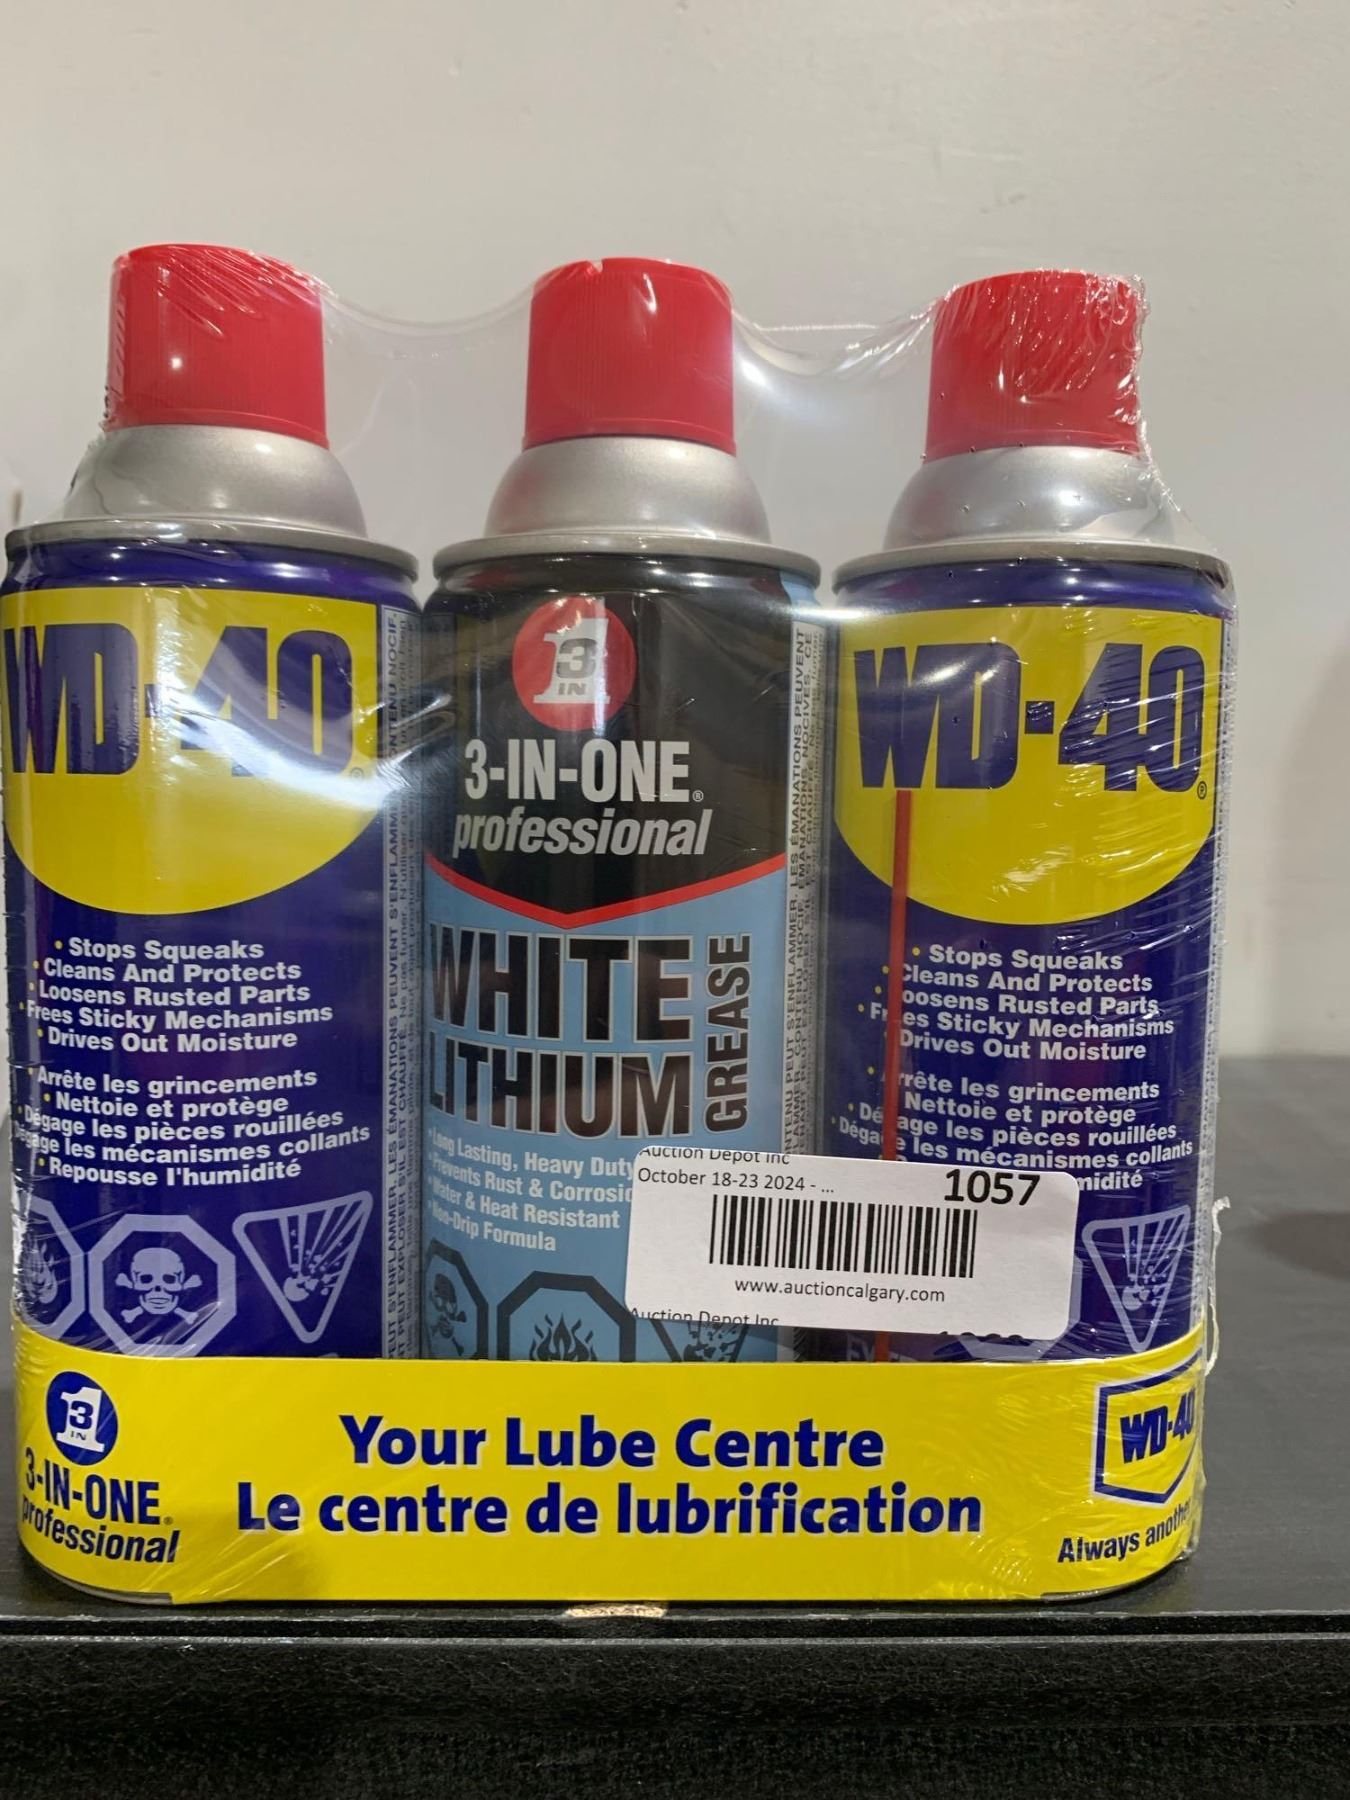 WD-40
®
• Stops Squeaks
• Cleans And Protects
• Loosens Rusted Parts
• Frees Sticky Mechanisms
• Drives Out Moisture
• Arrête les grincements
• Nettoie et protège
• Dégage les pièces rouillées
Dégage les mécanismes collants
• Repousse l'humidité
1
3
IN
3-IN-ONE®
professional
WHITE
LITHIUM
GREASE
• Long Lasting, Heavy Duty
Prevents Rust & Corrosio
Water & Heat Resistant
Non-Drip Formula
WD-40
®
• Stops Squeaks
• Cleans And Protects
• oosens Rusted Parts
• Frees Sticky Mechanisms
• Drives Out Moisture
• rrête les grincements
• Nettoie et protège
• Dégage les pièces rouillées
• Dégage les mécanismes collants
midité
Auction Depot Inc
October 18-23 2024 - ...
1057
www.auctioncalgary.com
Auction Depot Inc
1
3
IN
3-IN-ONE®
professional
Your Lube Centre
Le centre de lubrification
WD-40
Always another